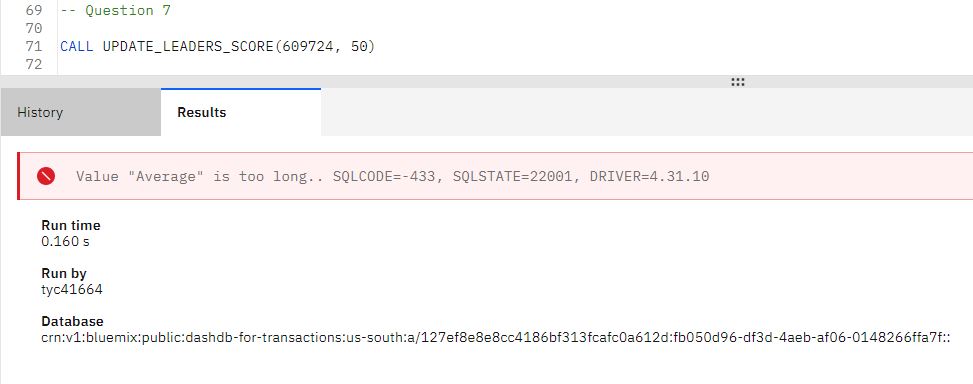 69 -- Question 7
70
71 CALL UPDATE_LEADERS_SCORE(609724, 50)
72
History Results
Value "Average" is too long.. SQLCODE=-433, SQLSTATE=22001, DRIVER=4.31.10
Run time
0.160 s
Run by
tyc41664
Database
crn:v1:bluemix:public:dashdb-for-transactions:us-south:a/127ef8e8e8cc4186bf313fcafc0a612d:fb050d96-df3d-4aeb-af06-0148266ffa7f::